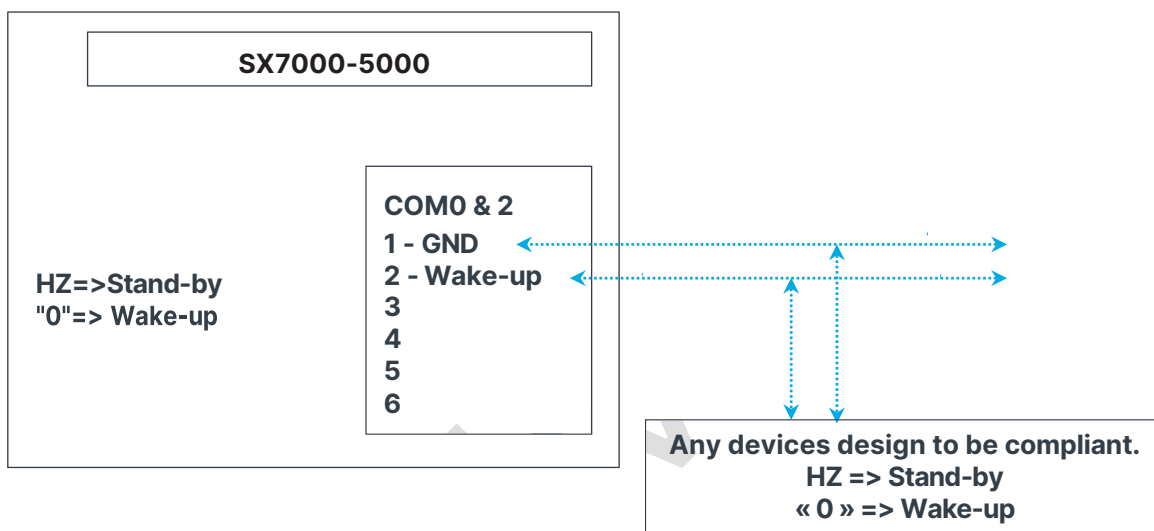 SX7000-5000
COM0 & 2
1 - GND
2 - Wake-up
3
4
5
6
HZ=>Stand-by
"0"=> Wake-up
Any devices design to be compliant.
HZ => Stand-by
« 0 » => Wake-up